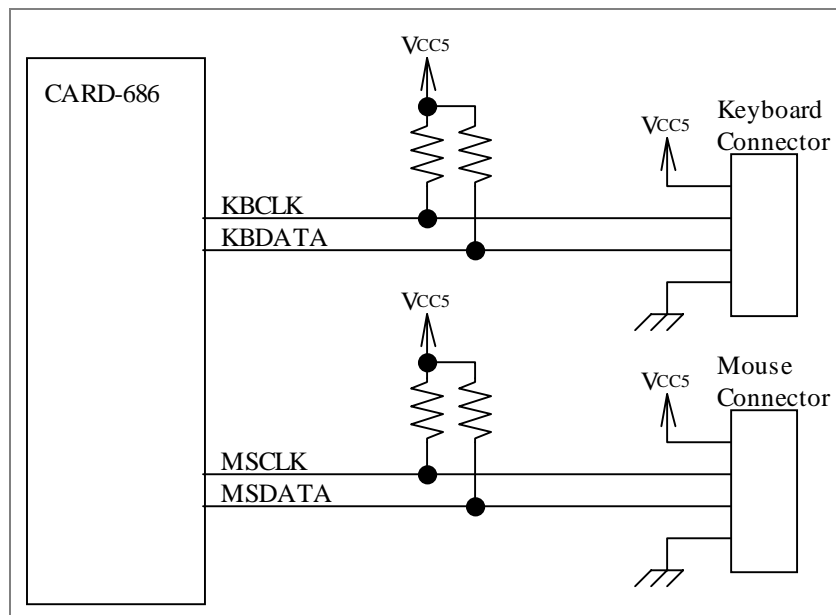 VCC5
CARD-686
Keyboard
Connector
VCC5
KBCLK
KBDATA
VCC5
Mouse
Connector
VCC5
MSCLK
MSDATA